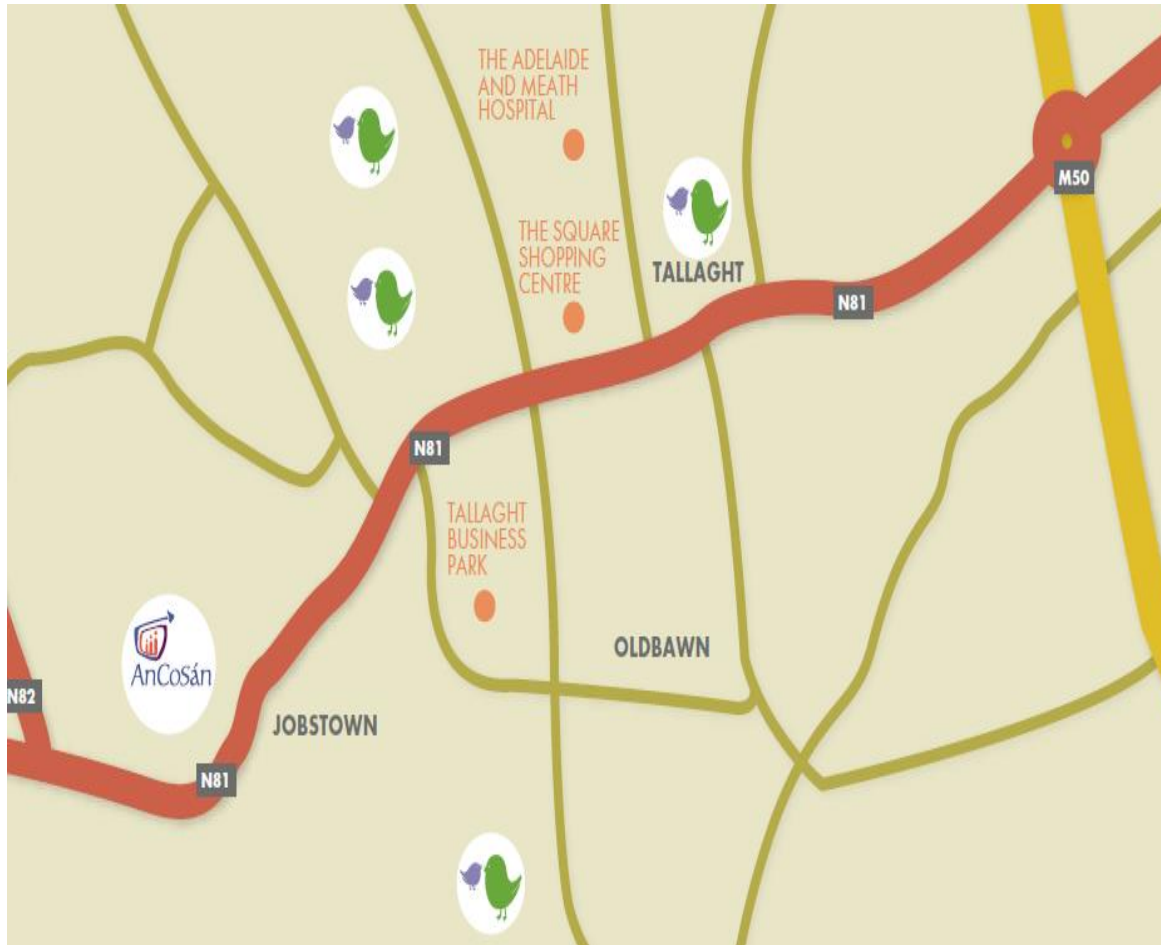 THE ADELAIDE
AND MEATH
HOSPITAL
M50
THE SQUARE
SHOPPING
CENTRE
TALLAGHT
N81
N81
TALLAGHT
BUSINESS
PARK
OLDBAWN
AnCoSán
N82
JOBSTOWN
N81